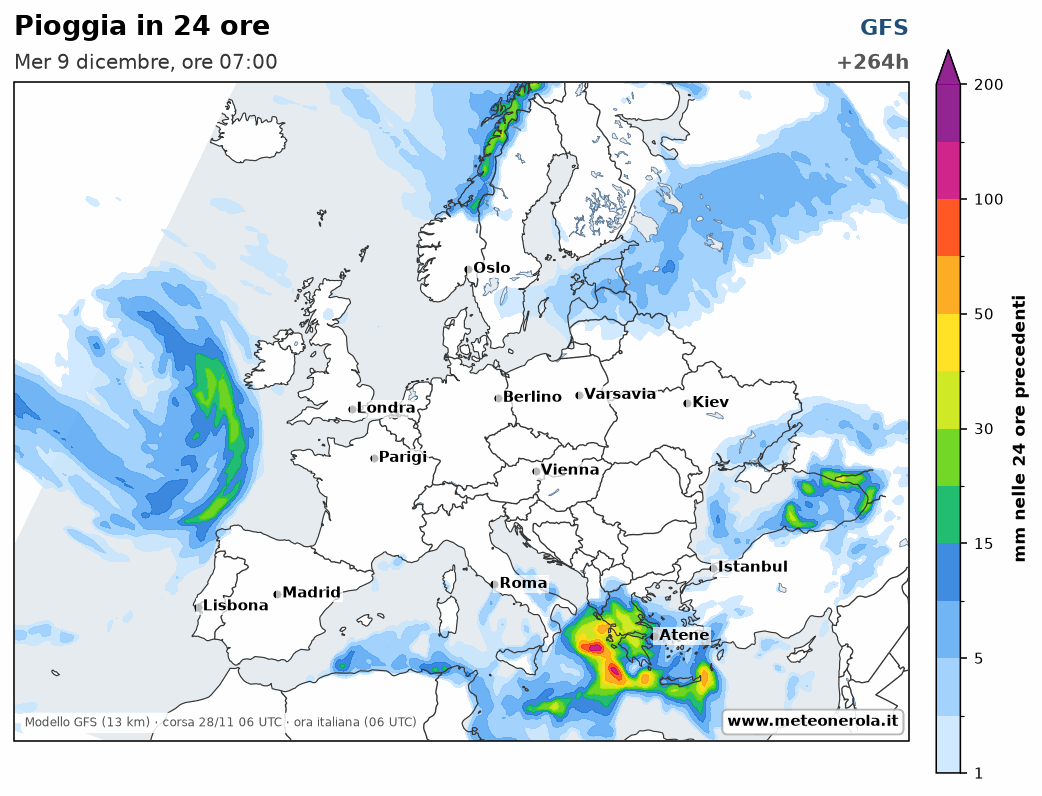 Pioggia in 24 ore
GFS
Mer 9 dicembre, ore 07:00
+264h
200
100
50
30
15
5
1
mm nelle 24 ore precedenti
Oslo
Londra
Berlino
Varsavia
Kiev
Parigi
Vienna
Istanbul
Roma
Madrid
Lisbona
Atene
Modello GFS (13 km) · corsa 28/11 06 UTC · ora italiana (06 UTC)
www.meteonerola.it